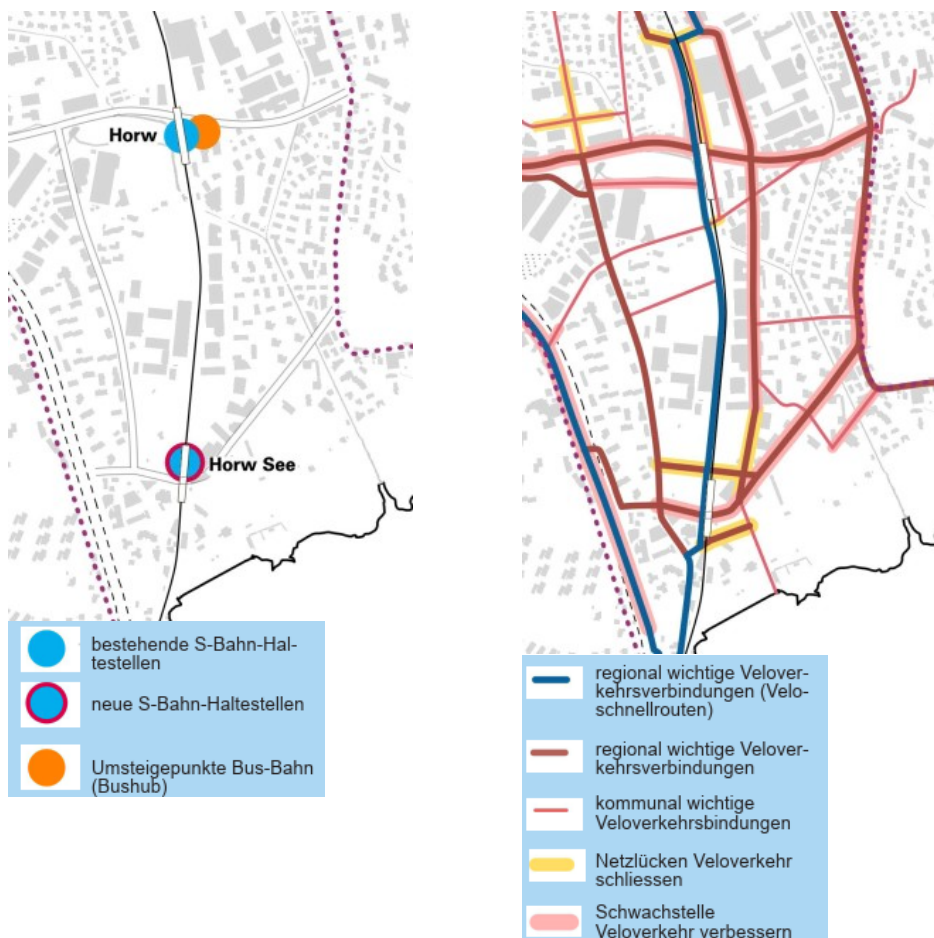 Horw
Horw See
bestehende S-Bahn-Hal-
testellen
neue S-Bahn-Haltestellen
Umsteigepunkte Bus-Bahn
(Bushub)
regional wichtige Velover-
kehrsverbindungen (Velo-
schnellrouten)
regional wichtige Velover-
kehrsverbindungen
kommunal wichtige
Veloverkehrsbindungen
Netzlücken Veloverkehr
schliessen
Schwachstelle
Veloverkehr verbessern